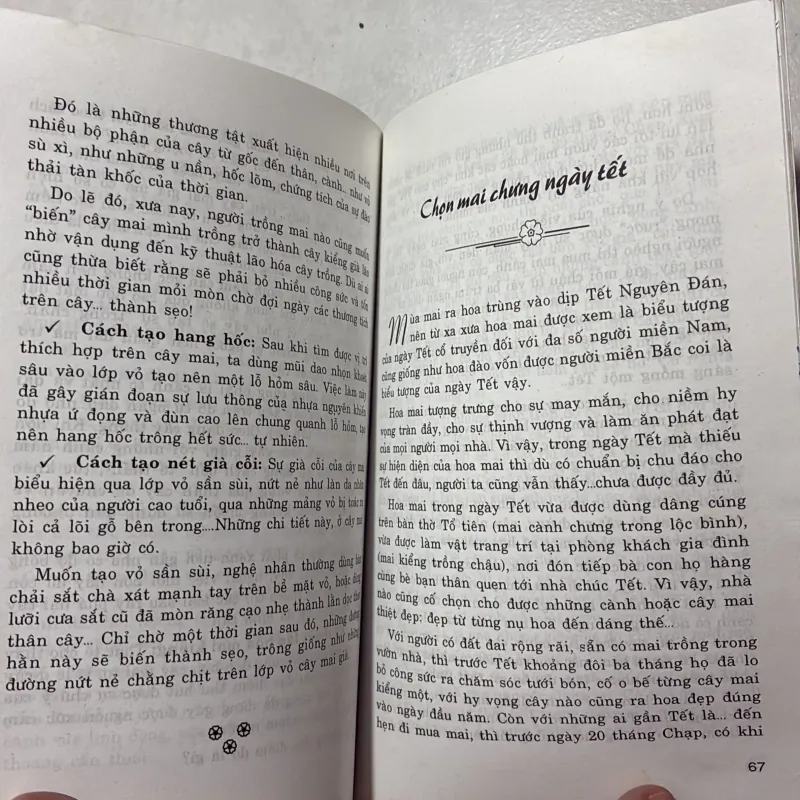 Đó là những thương tật xuất hiện nhiều nơi trên
nhiều bộ phận của cây từ gốc đến thân, cành.. như vỏ
sù xì, như những u nần, hốc lõm, chứng tích của sự đào
thải tàn khốc của thời gian.
Do lẽ đó, xưa nay, người trồng mai nào cũng muốn
“biến” cây mai mình trồng trở thành cây kiểng già lão
nhờ vận dụng đến kỹ thuật lão hóa cây trồng. Dù ai ai
cũng thừa biết rằng sẽ phải bỏ nhiều công sức và tốn
nhiều thời gian mỏi mòn chờ đợi ngày các thương tích
trên cây... thành sẹo!
✓ Cách tạo hang hốc: Sau khi tìm được vị trí
thích hợp trên cây mai, ta dùng mũi dao nhọn khoét
sâu vào lớp vỏ tạo nên một lỗ hỏm sâu. Việc làm này
đã gây gián đoạn sự lưu thông của nhựa nguyên khiến
nhựa ứ đọng và đùn cao lên chung quanh lỗ hỏm, tạo
nên hang hốc trông hết sức... tự nhiên.
✓ Cách tạo nét già cỗi: Sự già cỗi của cây mai
biểu hiện qua lớp vỏ sần sùi, nứt nẻ như làn da nhăn
nheo của người cao tuổi, qua những mảng vỏ bị toác ra
lòi cả lõi gỗ bên trong....Những chi tiết này, ở cây mai
không bao giờ có.
Muốn tạo vỏ sần sùi, nghệ nhân thường dùng bàn
chải sắt chà xát mạnh tay trên bề mặt vỏ, hoặc dùng
lưỡi cưa sắt cũ đã mòn răng cạo nhẹ thành lằn dọc theo
thân cây... Chỉ chờ một thời gian sau đó, những đường
hằn này sẽ biến thành sẹo, trông giống như những
đường nứt nẻ chằng chịt trên lớp vỏ cây mai già.
Chọn mai chưng ngày tết
Mùa mai ra hoa trùng vào dịp Tết Nguyên Đán,
nên từ xa xưa hoa mai được xem là biểu tượng
của ngày Tết cổ truyền đối với đa số người miền Nam,
cũng giống như hoa đào vốn được người miền Bắc coi là
biểu tượng của ngày Tết vậy.
Hoa mai tượng trưng cho sự may mắn, cho niềm hy
vọng tràn đầy, cho sự thịnh vượng và làm ăn phát đạt
của mọi người mọi nhà. Vì vậy, trong ngày Tết mà thiếu
sự hiện diện của hoa mai thì dù có chuẩn bị chu đáo cho
Tết đến đâu, người ta cũng vẫn thấy...chưa được đầy đủ.
Hoa mai trong ngày Tết vừa được dùng dâng cúng
trên bàn thờ Tổ tiên (mai cành chưng trong lộc bình),
vừa được làm vật trang trí tại phòng khách gia đình
(mai kiểng trồng chậu), nơi đón tiếp bà con họ hàng
cùng bè bạn thân quen tới nhà chúc Tết. Vì vậy, nhà
nào cũng cố chọn cho được những cành hoặc cây mai
thiệt đẹp: đẹp từ từng nụ hoa đến dáng thế...
Với người có đất đai rộng rãi, sẵn có mai trồng trong
vườn nhà, thì trước Tết khoảng đôi ba tháng họ đã lo
bỏ công sức ra chăm sóc tưới bón, cố o bế từng cây mai
kiểng một, với hy vọng cây nào cũng ra hoa đẹp đúng
vào ngày đầu năm. Còn với những ai gần Tết là... đến
hẹn đi mua mai, thì trước ngày 20 tháng Chạp, có khi
67